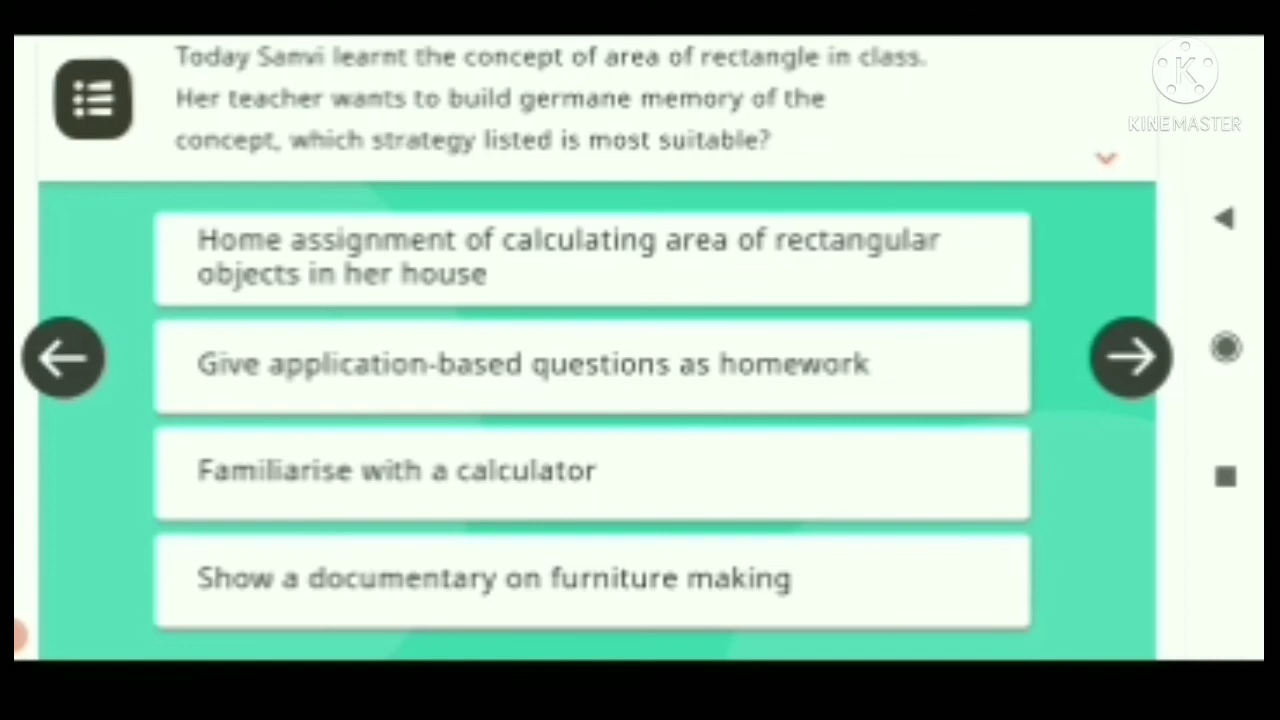 Today Sanvi learnt the concept of area of rectangle in class.
Her teacher wants to build germane memory of the
concept, which strategy listed is most suitable?
K
KINEMASTER
Home assignment of calculating area of rectangular
objects in her house
Give application-based questions as homework
Familiarise with a calculator
Show a documentary on furniture making